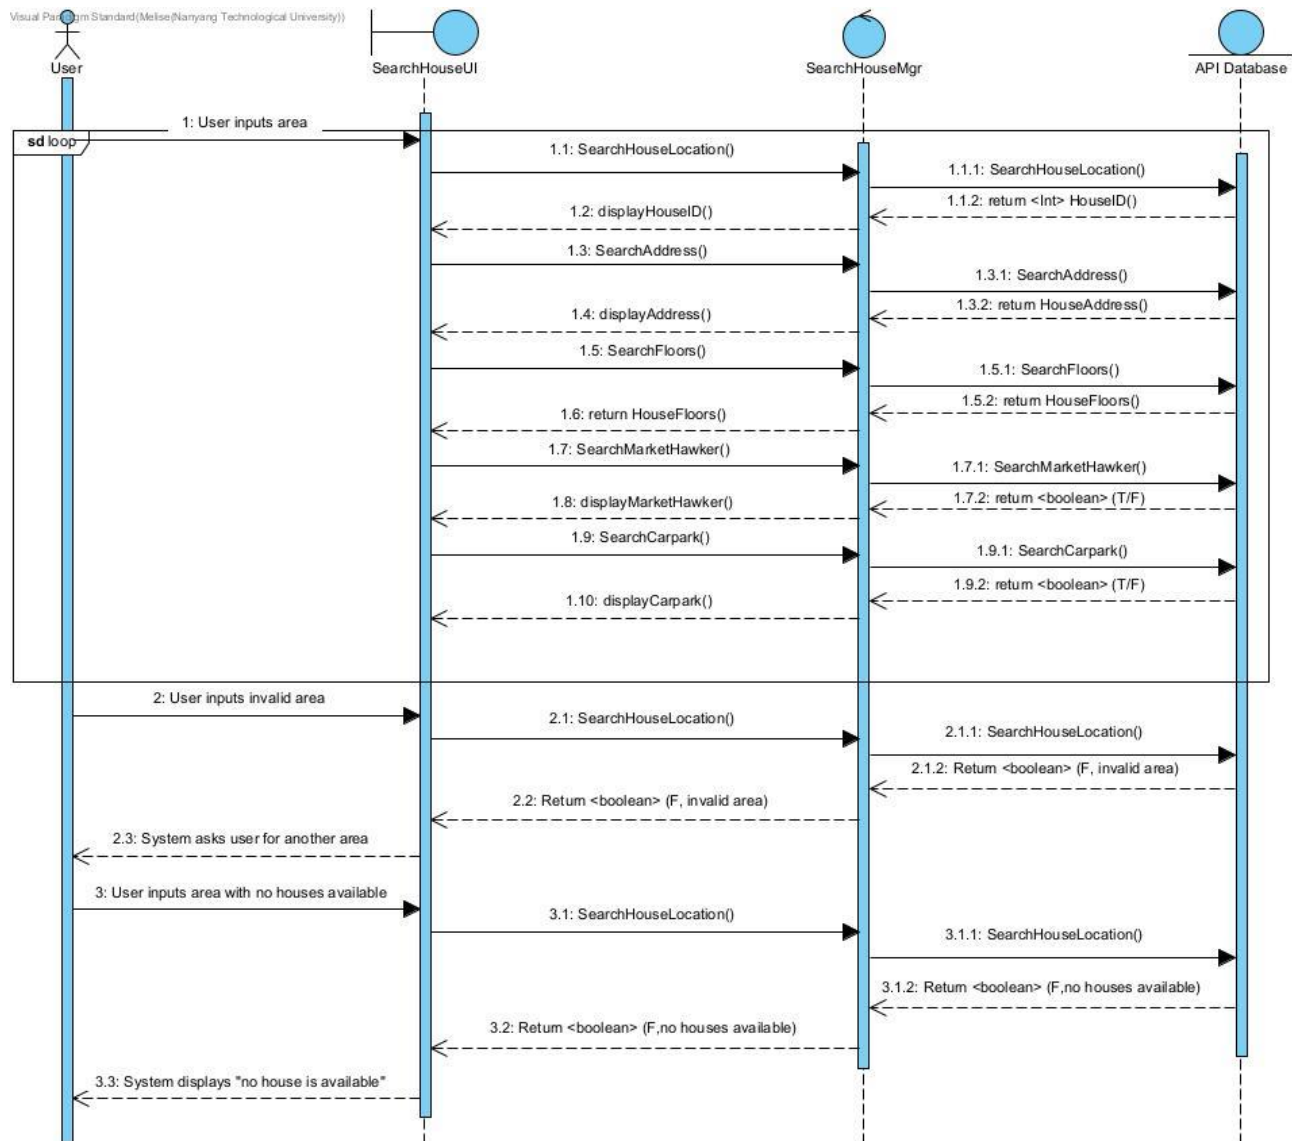 Visual Paradigm Standard(Melise(Nanyang Technological University))
User
SearchHouseUI
SearchHouseMgr
API Database
sd loop
1: User inputs area
1.1: SearchHouseLocation()
1.1.1: SearchHouseLocation()
1.1.2: return <Int> HouseID()
1.2: displayHouseID()
1.3: SearchAddress()
1.3.1: SearchAddress()
1.3.2: return HouseAddress()
1.4: displayAddress()
1.5: SearchFloors()
1.5.1: SearchFloors()
1.5.2: return HouseFloors()
1.6: return HouseFloors()
1.7: SearchMarketHawker()
1.7.1: SearchMarketHawker()
1.7.2: return <boolean> (T/F)
1.8: displayMarketHawker()
1.9: SearchCarpark()
1.9.1: SearchCarpark()
1.9.2: return <boolean> (T/F)
1.10: displayCarpark()
2: User inputs invalid area
2.1: SearchHouseLocation()
2.1.1: SearchHouseLocation()
2.1.2: Return <boolean> (F, invalid area)
2.2: Return <boolean> (F, invalid area)
2.3: System asks user for another area
3: User inputs area with no houses available
3.1: SearchHouseLocation()
3.1.1: SearchHouseLocation()
3.1.2: Return <boolean> (F,no houses available)
3.2: Return <boolean> (F,no houses available)
3.3: System displays "no house is available"